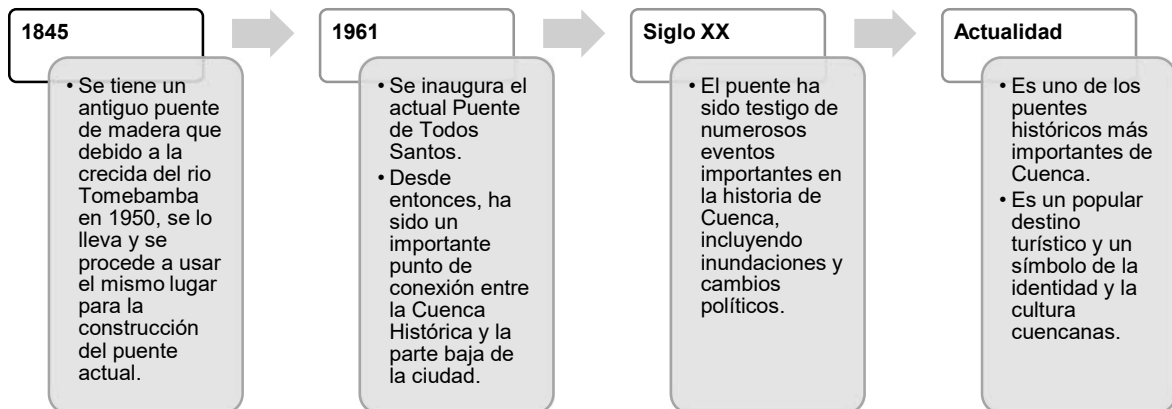 1845
• Se tiene un
antiguo puente
de madera que
debido a la
crecida del rio
Tomebamba
en 1950, se lo
lleva y se
procede a usar
el mismo lugar
para la
construcción
del puente
actual.
1961
• Se inaugura el
actual Puente
de Todos
Santos.
• Desde
entonces, ha
sido un
importante
punto de
conexión entre
la Cuenca
Histórica y la
parte baja de
la ciudad.
Siglo XX
• El puente ha
sido testigo de
numerosos
eventos
importantes en
la historia de
Cuenca,
incluyendo
inundaciones y
cambios
políticos.
Actualidad
• Es uno de los
puentes
históricos más
importantes de
Cuenca.
• Es un popular
destino
turístico y un
símbolo de la
identidad y la
cultura
cuencanas.